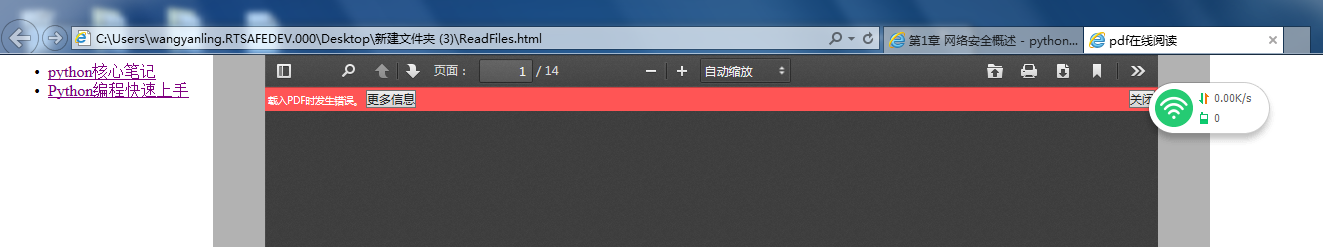 C:\Users\wangyanling.RTSAFEDEV.000\Desktop\新建文件夹 (3)\ReadFiles.html
第1章 网络安全概述 - python...
pdf在线阅读
python核心笔记
Python编程快速上手
页面： 1 / 14
自动缩放
载入PDF时发生错误。 更多信息
关闭
0.00K/s
0